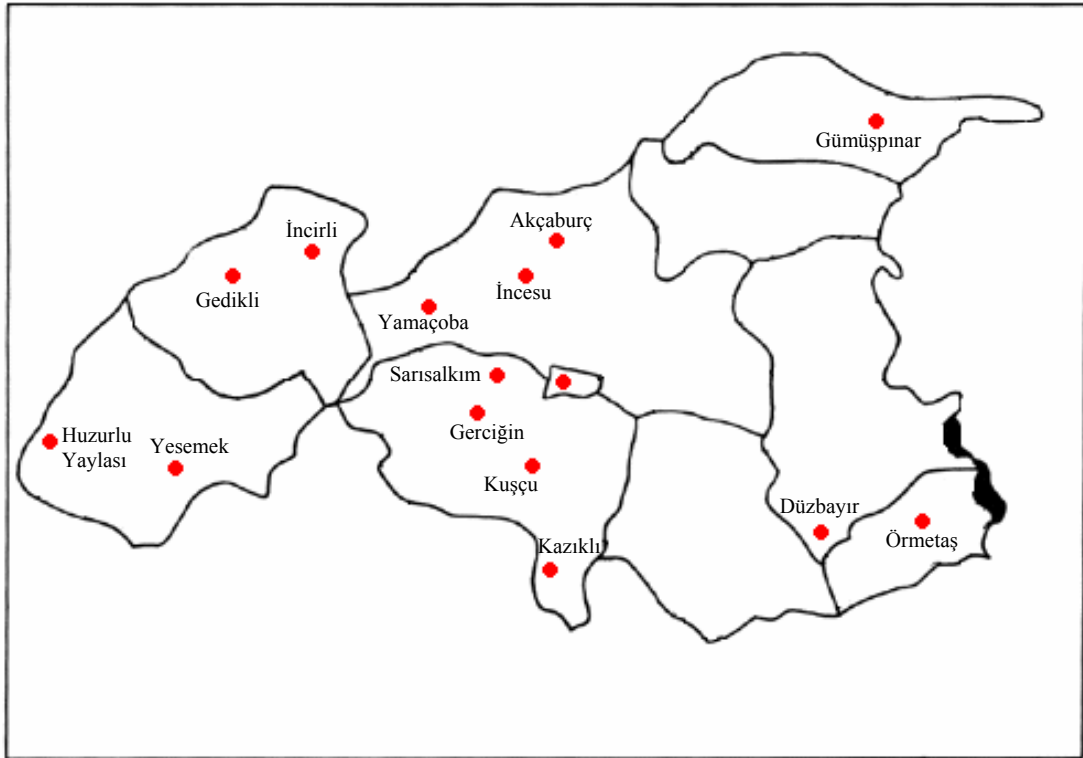 Gümüşpınar
Akçaburç
İncirli
İncesu
Gedikli
Yamaçoba
Sarısalkım
Gerciğin
Huzurlu
Yaylası
Yesemek
Kuşçu
Düzbayır
Örmetaş
Kazıklı